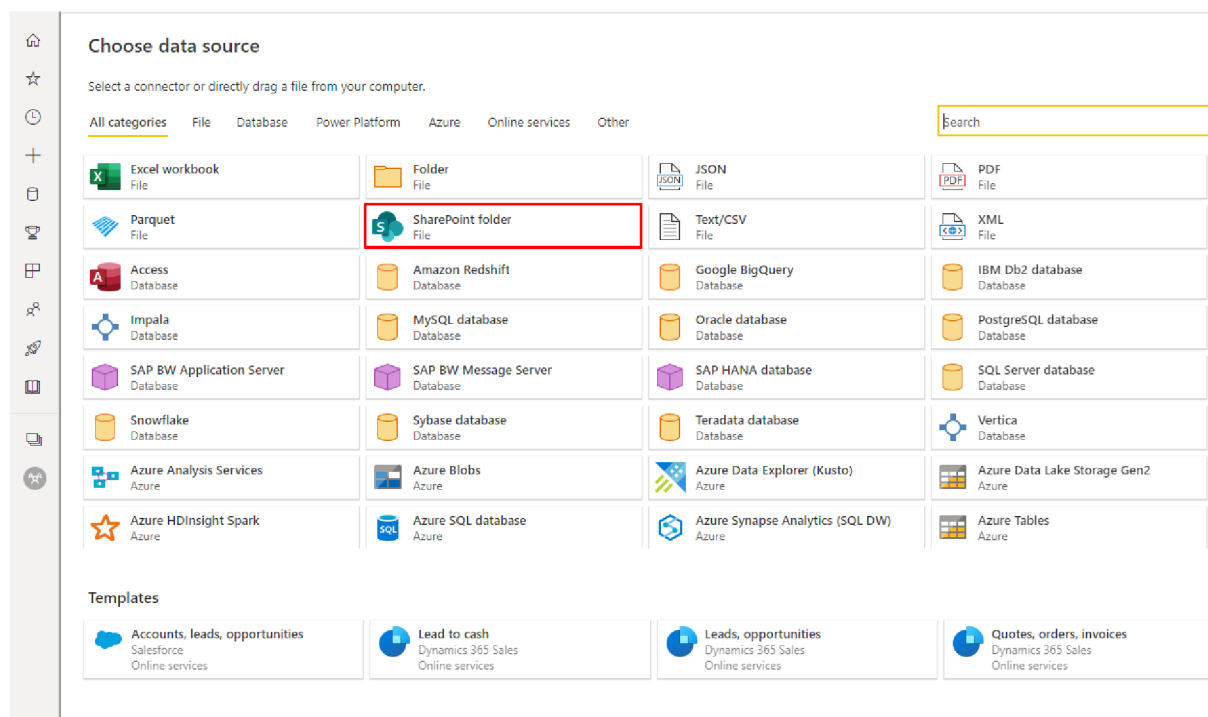 Choose data source
Select a connector or directly drag a file from your computer.
All categories File Database Power Platform Azure Online services Other
Search
Excel workbook
File
Folder
File
JSON
JSON
File
PDF
PDF
File
Parquet
File
SharePoint folder
File
Text/CSV
File
XML
File
Access
Database
Amazon Redshift
Database
Google BigQuery
Database
IBM Db2 database
Database
Impala
Database
MySQL database
Database
Oracle database
Database
PostgreSQL database
Database
SAP BW Application Server
Database
SAP BW Message Server
Database
SAP HANA database
Database
SQL Server database
Database
Snowflake
Database
Sybase database
Database
Teradata database
Database
Vertica
Database
Azure Analysis Services
Azure
Azure Blobs
Azure
Azure Data Explorer (Kusto)
Azure
Azure Data Lake Storage Gen2
Azure
Azure HDInsight Spark
Azure
SQL
Azure SQL database
Azure
Azure Synapse Analytics (SQL DW)
Azure
Azure Tables
Azure
Templates
Accounts, leads, opportunities
Salesforce
Online services
Lead to cash
Dynamics 365 Sales
Online services
Leads, opportunities
Dynamics 365 Sales
Online services
Quotes, orders, invoices
Dynamics 365 Sales
Online services